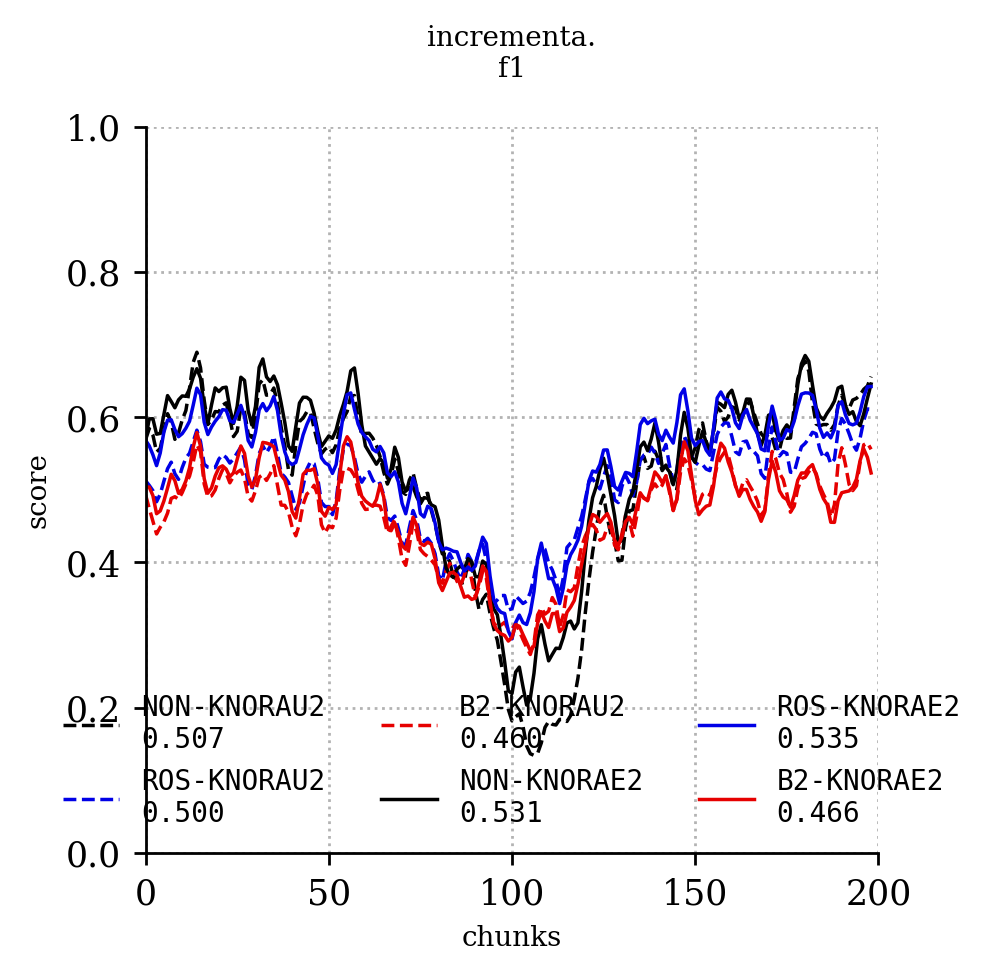 incrementa.
f1
1.0
0.8
0.6
0.4
0.2
0.0
score
NON-KNORAU2
0.507
B2-KNORAU2
0.460
ROS-KNORAE2
0.535
ROS-KNORAU2
0.500
NON-KNORAE2
0.531
B2-KNORAE2
0.466
0 50 100 150 200
chunks